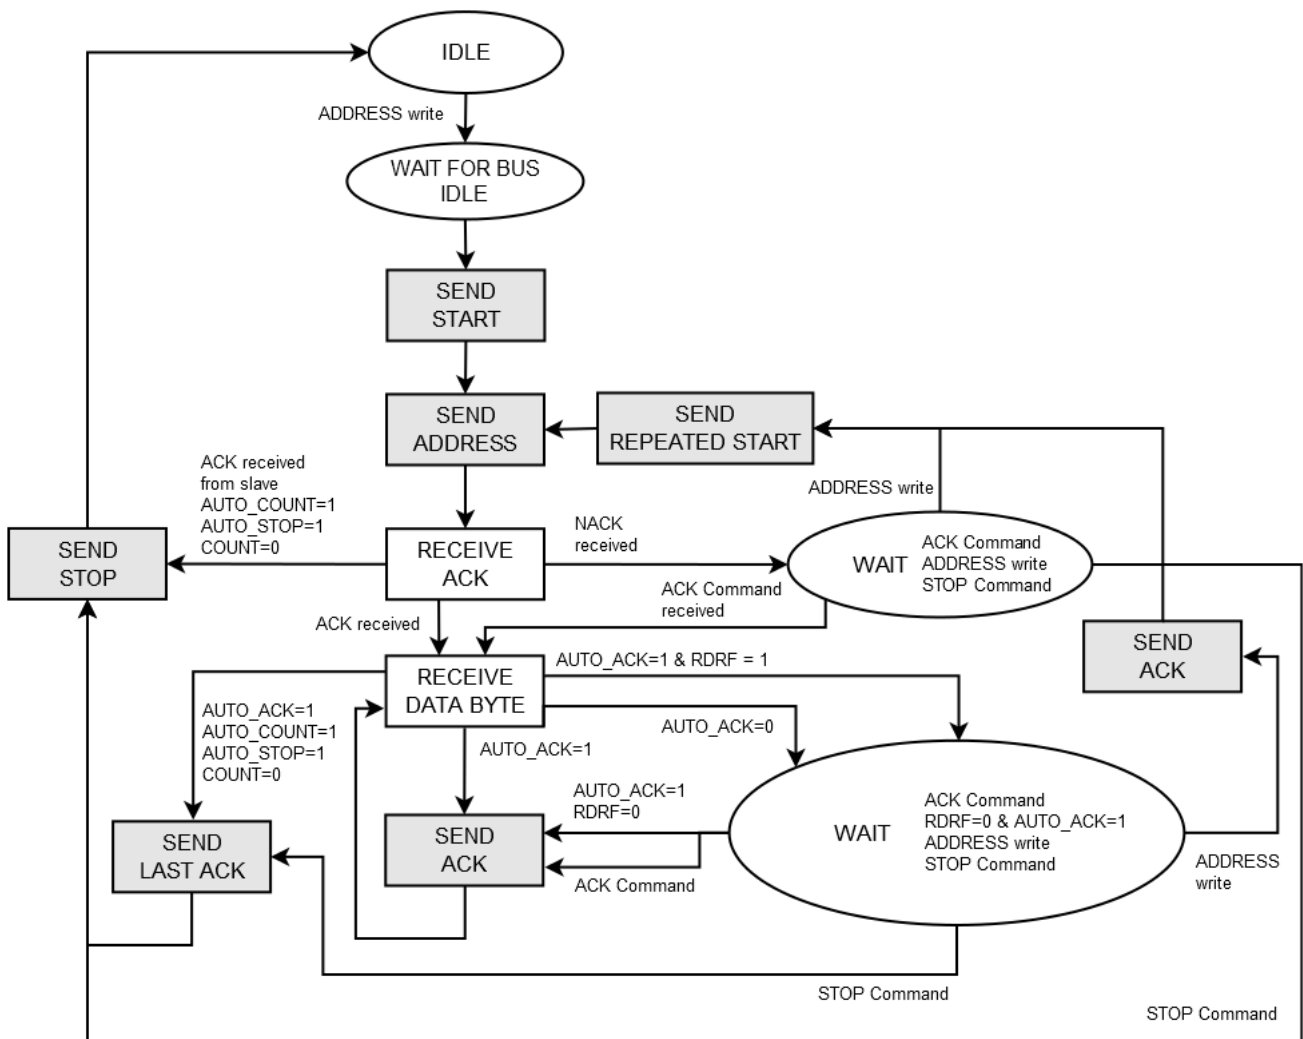 IDLE
ADDRESS write
WAIT FOR BUS
IDLE
SEND
START
SEND
ADDRESS
SEND
REPEATED START
ACK received
from slave
AUTO_COUNT=1
AUTO_STOP=1
COUNT=0
NACK
received
ADDRESS write
SEND
STOP
RECEIVE
ACK
WAIT
ACK Command
ADDRESS write
STOP Command
ACK received
ACK Command
received
SEND
ACK
RECEIVE
DATA BYTE
AUTO_ACK=1 & RDRF = 1
AUTO_ACK=0
AUTO_ACK=1
AUTO_COUNT=1
AUTO_STOP=1
COUNT=0
AUTO_ACK=1
AUTO_ACK=1
RDRF=0
SEND
LAST ACK
SEND
ACK
ACK Command
WAIT
ACK Command
RDRF=0 & AUTO_ACK=1
ADDRESS write
STOP Command
ADDRESS
write
STOP Command
STOP Command